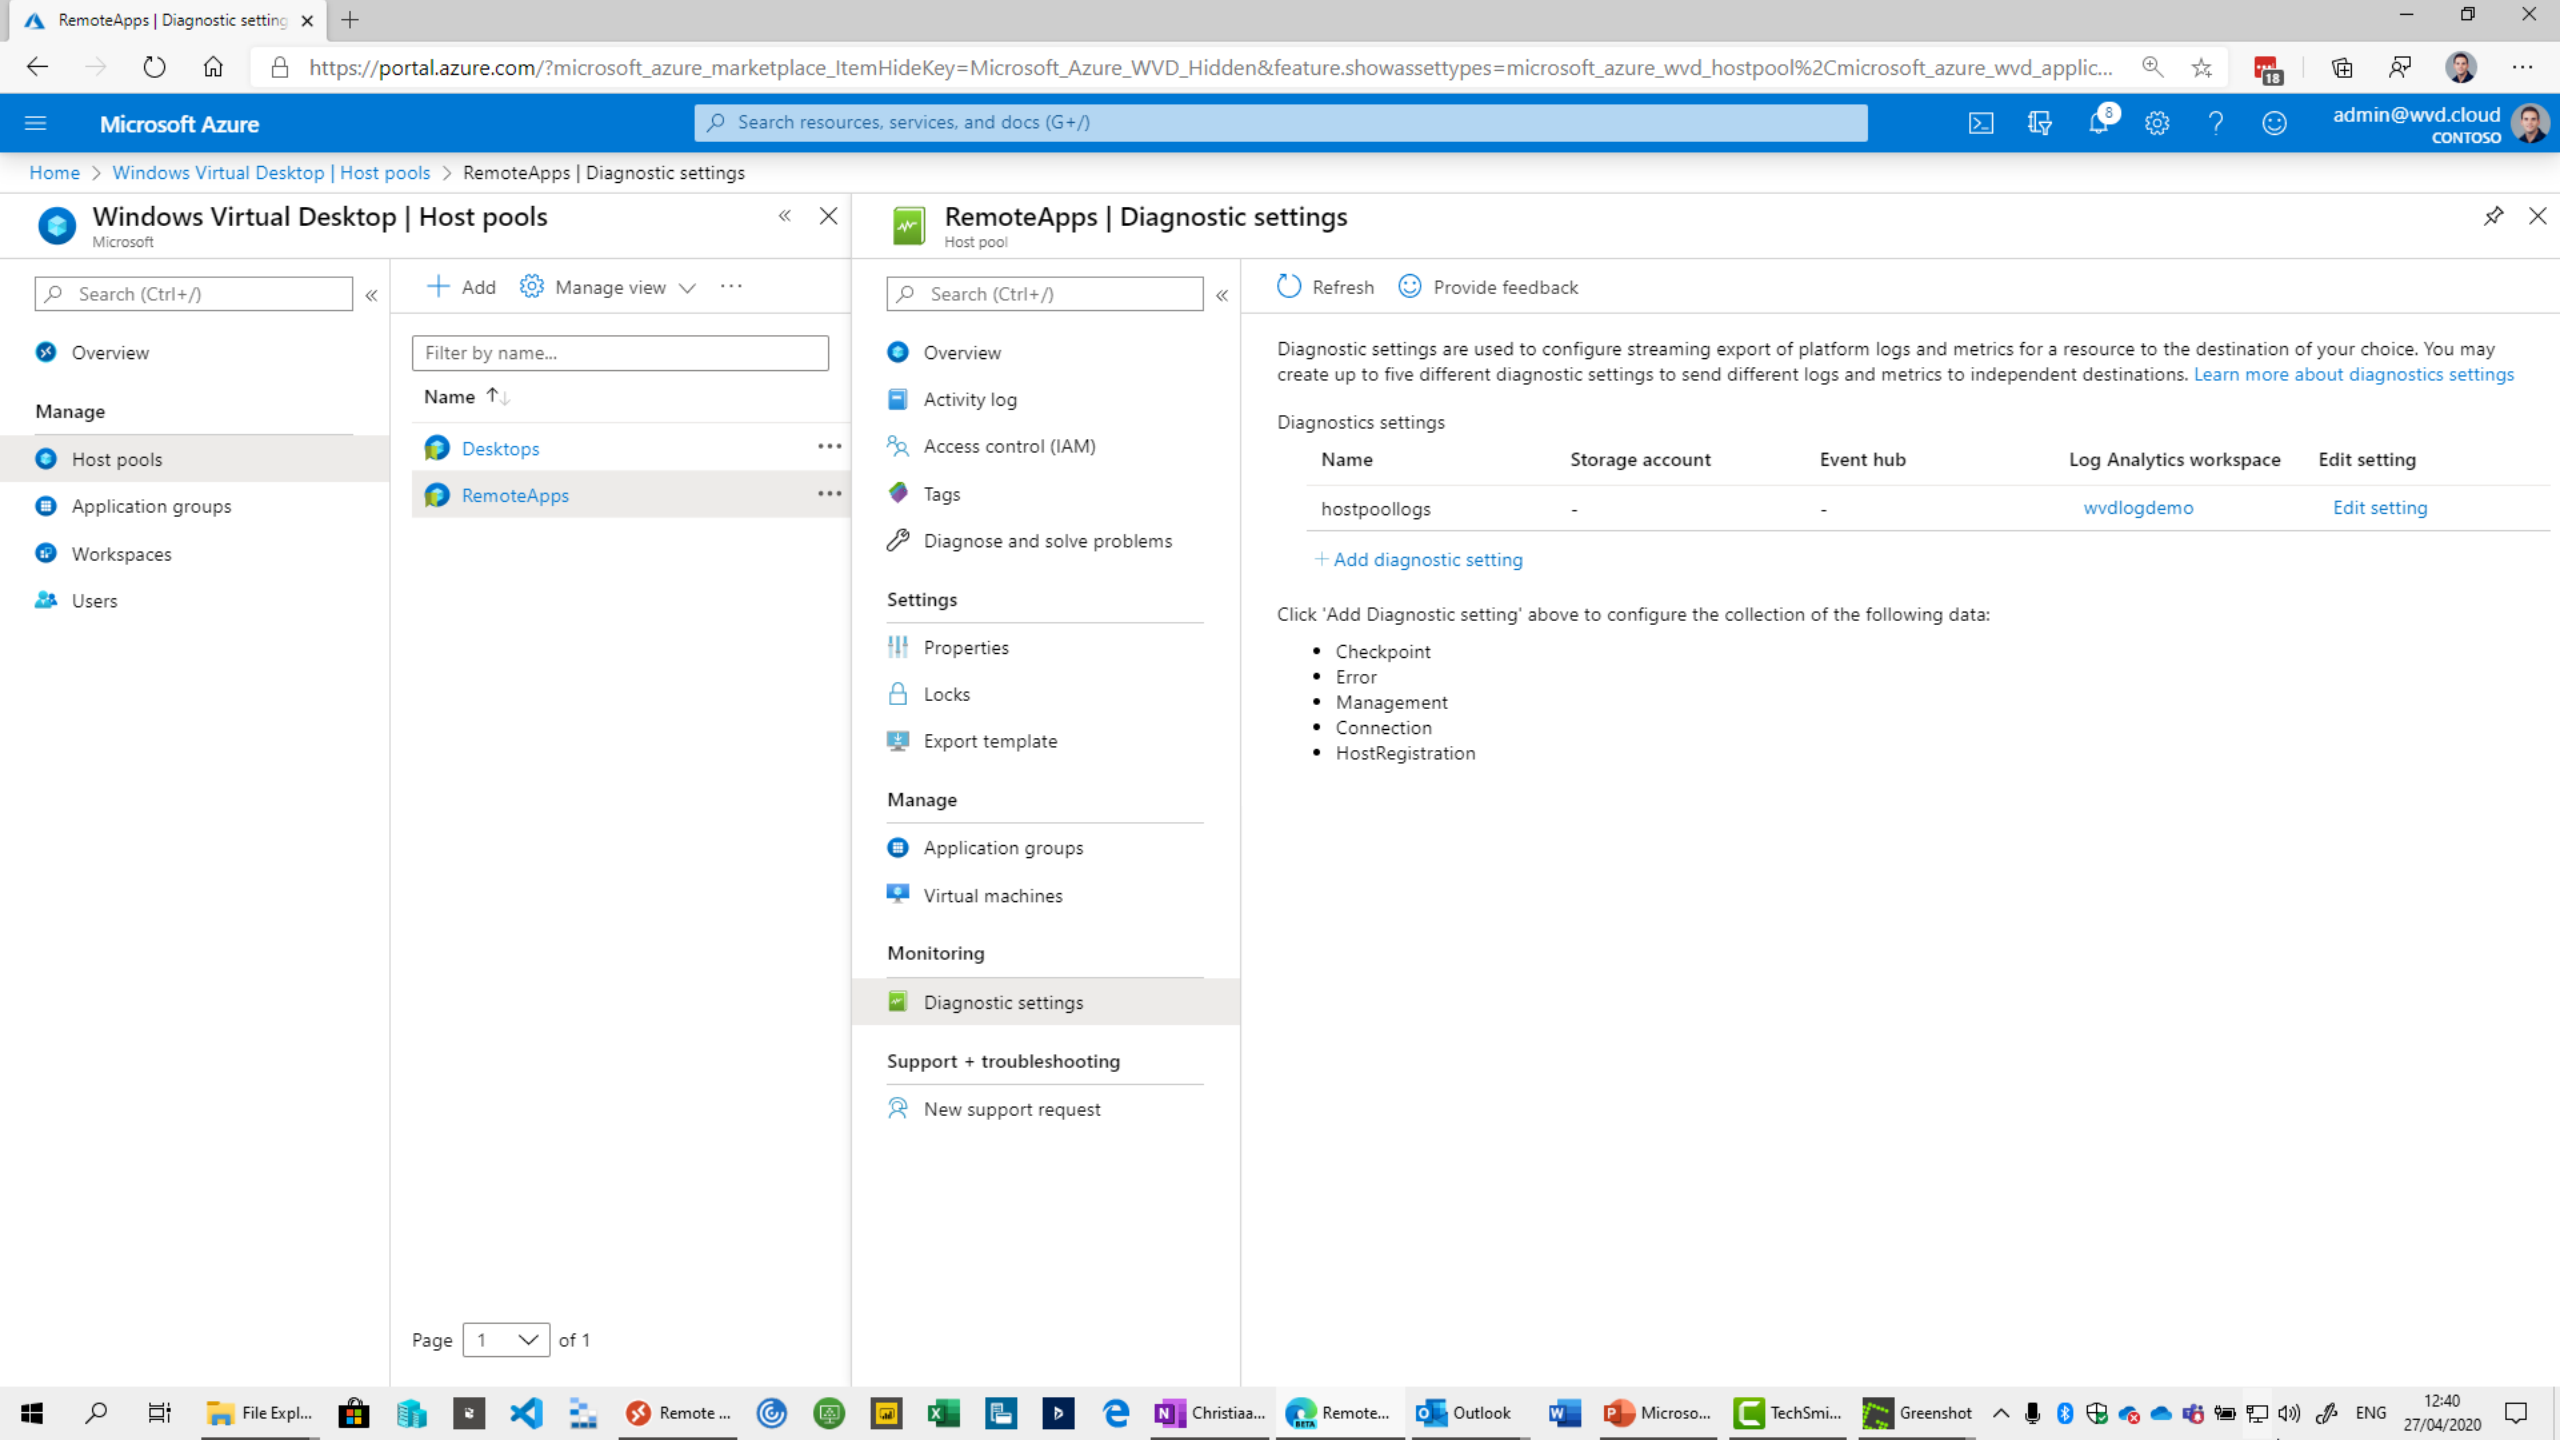 RemoteApps | Diagnostic setting
https://portal.azure.com/?microsoft_azure_marketplace_ItemHideKey=Microsoft_Azure_WVD_Hidden&feature.showassettypes=microsoft_azure_wvd_hostpool%2Cmicrosoft_azure_wvd_applic...
18
Microsoft Azure
Search resources, services, and docs (G+/)
8
admin@wvd.cloud
CONTOSO
Home > Windows Virtual Desktop | Host pools > RemoteApps | Diagnostic settings
Windows Virtual Desktop | Host pools
Microsoft
Search (Ctrl+/)
Overview
Manage
Host pools
Application groups
Workspaces
Users
Add
Manage view
Filter by name...
Name
Desktops
RemoteApps
Page 1 of 1
RemoteApps | Diagnostic settings
Host pool
Search (Ctrl+/)
Overview
Activity log
Access control (IAM)
Tags
Diagnose and solve problems
Settings
Properties
Locks
Export template
Manage
Application groups
Virtual machines
Monitoring
Diagnostic settings
Support + troubleshooting
New support request
Refresh
Provide feedback
Diagnostic settings are used to configure streaming export of platform logs and metrics for a resource to the destination of your choice. You may
create up to five different diagnostic settings to send different logs and metrics to independent destinations. Learn more about diagnostics settings
Diagnostics settings
Name Storage account Event hub Log Analytics workspace Edit setting
hostpoollogs - - wvdlogdemo Edit setting
+ Add diagnostic setting
Click 'Add Diagnostic setting' above to configure the collection of the following data:
• Checkpoint
• Error
• Management
• Connection
• HostRegistration
File Expl... Remote ... Christiaa... BETA Remote... Outlook Microso... TechSmi... Greenshot ENG
12:40
27/04/2020